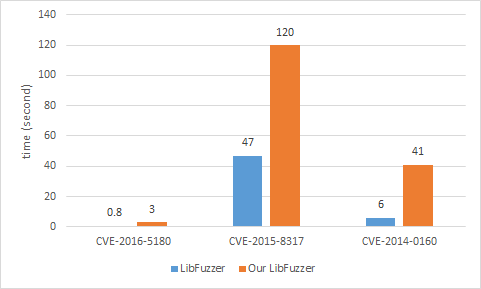 140
120
100
80
60
40
20
0
time (second)
0.8
3
47
120
6
41
CVE-2016-5180
CVE-2015-8317
CVE-2014-0160
LibFuzzer
Our LibFuzzer